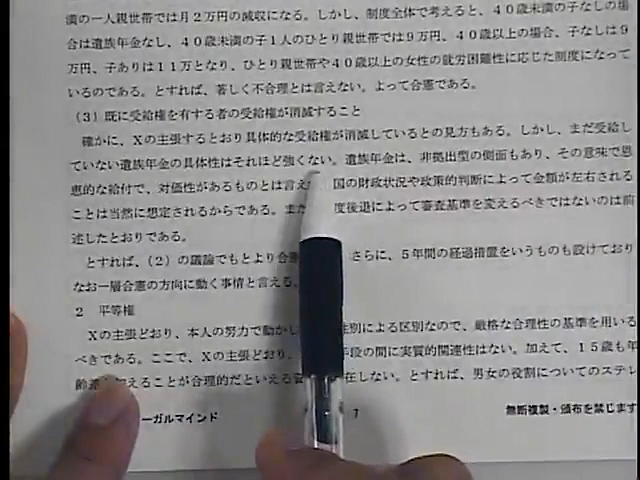 満の一人親世帯では月２万円の減収になる。しかし、制度全体で考えると、４０歳未満の子なしの場
合は遺族年金なし、４０歳未満の子１人のひとり親世帯では９万円、４０歳以上の場合、子なしは９
万円、子ありは１１万となり、ひとり親世帯や４０歳以上の女性の就労困難性に応じた制度になって
いるのである。とすれば、著しく不合理とは言えない。よって合憲である。
（３）既に受給権を有する者の受給権が消滅すること
確かに、Ｘの主張するとおり具体的な受給権が消滅しているとの見方もある。しかし、まだ受給し
ていない遺族年金の具体性はそれほど強くない。遺族年金は、非拠出型の側面もあり、その意味で恩
恵的な給付で、対価性があるものとは言え 国の財政状況や政策的判断によって金額が左右される
ことは当然に想定されるからである。また 度後退によって審査基準を変えるべきではないのは前
述したとおりである。
とすれば、（２）の議論でもとより合憲 さらに、５年間の経過措置をいうものも設けており
なお一層合憲の方向に動く事情と言える
２　平等権
Ｘの主張どおり、本人の努力で動かし 性別による区別なので、厳格な合理性の基準を用いる
べきである。ここで、Ｘの主張どおり、 手段の間に実質的関連性はない。加えて、１５歳も年
齢差 加えることが合理的だといえる 在しない。とすれば、男女の役割についてのステレ
ーガルマインド 7 無断複製・頒布を禁じます